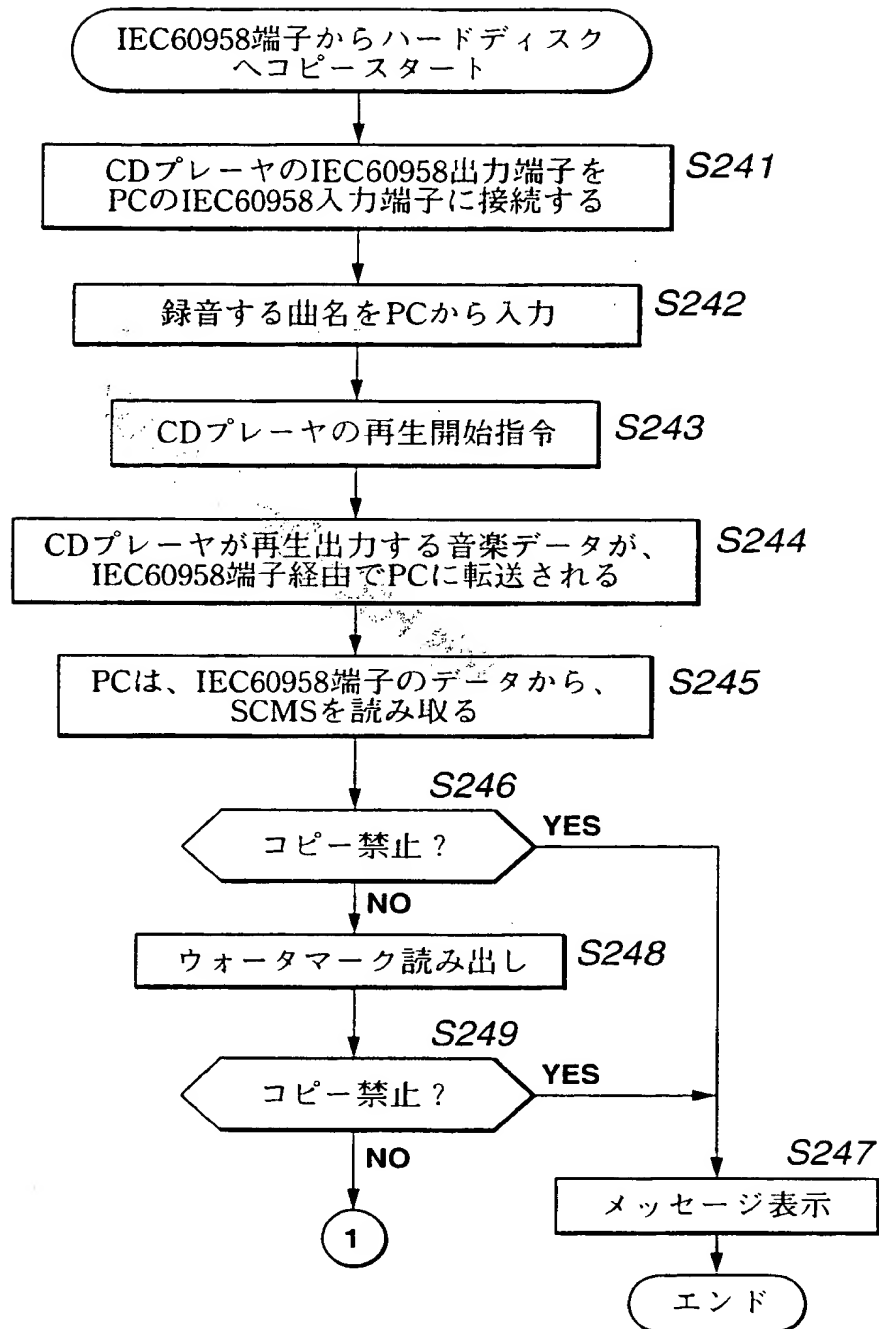 IEC60958端子からハードディスク
へコピースタート
CDプレーヤのIEC60958出力端子を
PCのIEC60958入力端子に接続する
S241
録音する曲名をPCから入力
S242
CDプレーヤの再生開始指令
S243
CDプレーヤが再生出力する音楽データが、
IEC60958端子経由でPCに転送される
S244
PCは、IEC60958端子のデータから、
SCMSを読み取る
S245
S246
コピー禁止？
YES
NO
ウォータマーク読み出し
S248
S249
コピー禁止？
YES
NO
1
S247
メッセージ表示
エンド